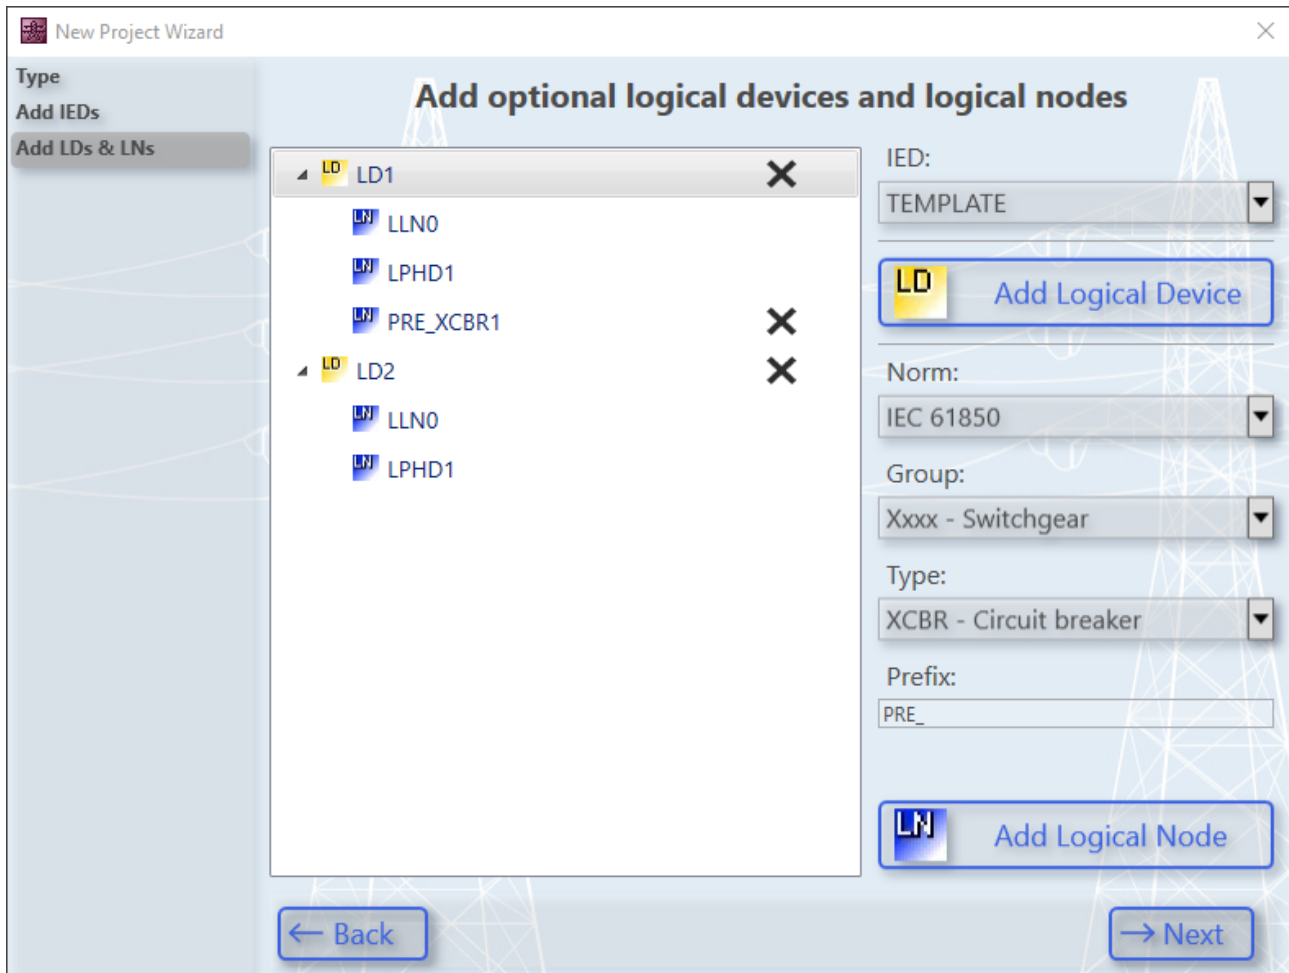 New Project Wizard
Type
Add IEDs
Add LDs & LNs
Add optional logical devices and logical nodes
LD LD1
LN LLN0
LN LPHD1
LN PRE_XCBR1
LD LD2
LN LLN0
LN LPHD1
IED:
TEMPLATE
LD Add Logical Device
Norm:
IEC 61850
Group:
Xxxx - Switchgear
Type:
XCBR - Circuit breaker
Prefix:
PRE_
LN Add Logical Node
← Back
→ Next